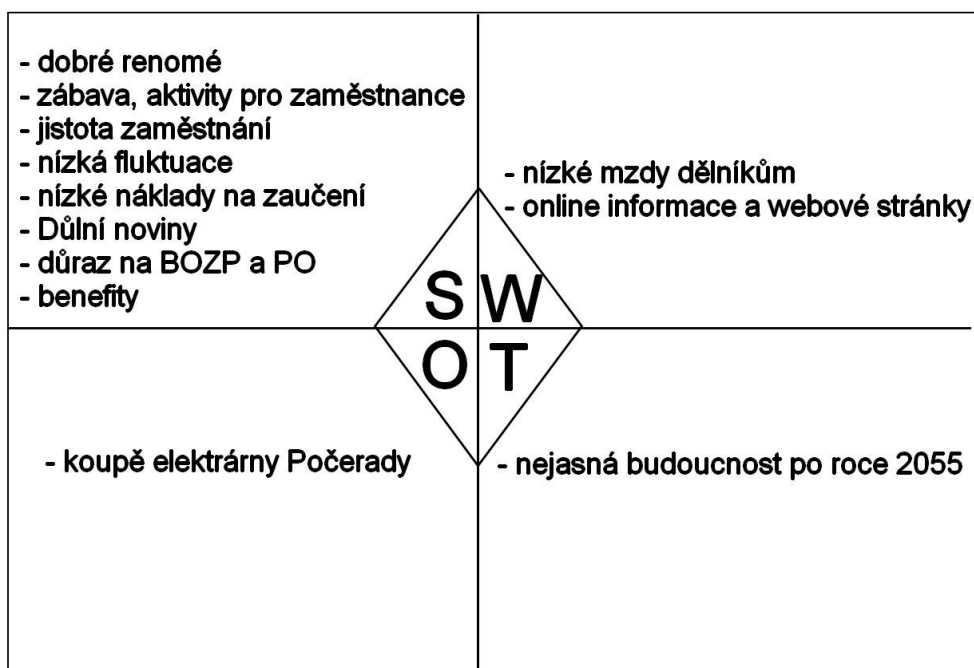 - dobré renomé
- zábava, aktivity pro zaměstnance
- jistota zaměstnání
- nízká fluktuace
- nízké náklady na zaučení
- Důlní noviny
- důraz na BOZP a PO
- benefity
- nízké mzdy dělníkům
- online informace a webové stránky
S W
O T
- koupě elektrárny Počerady
- nejasná budoucnost po roce 2055